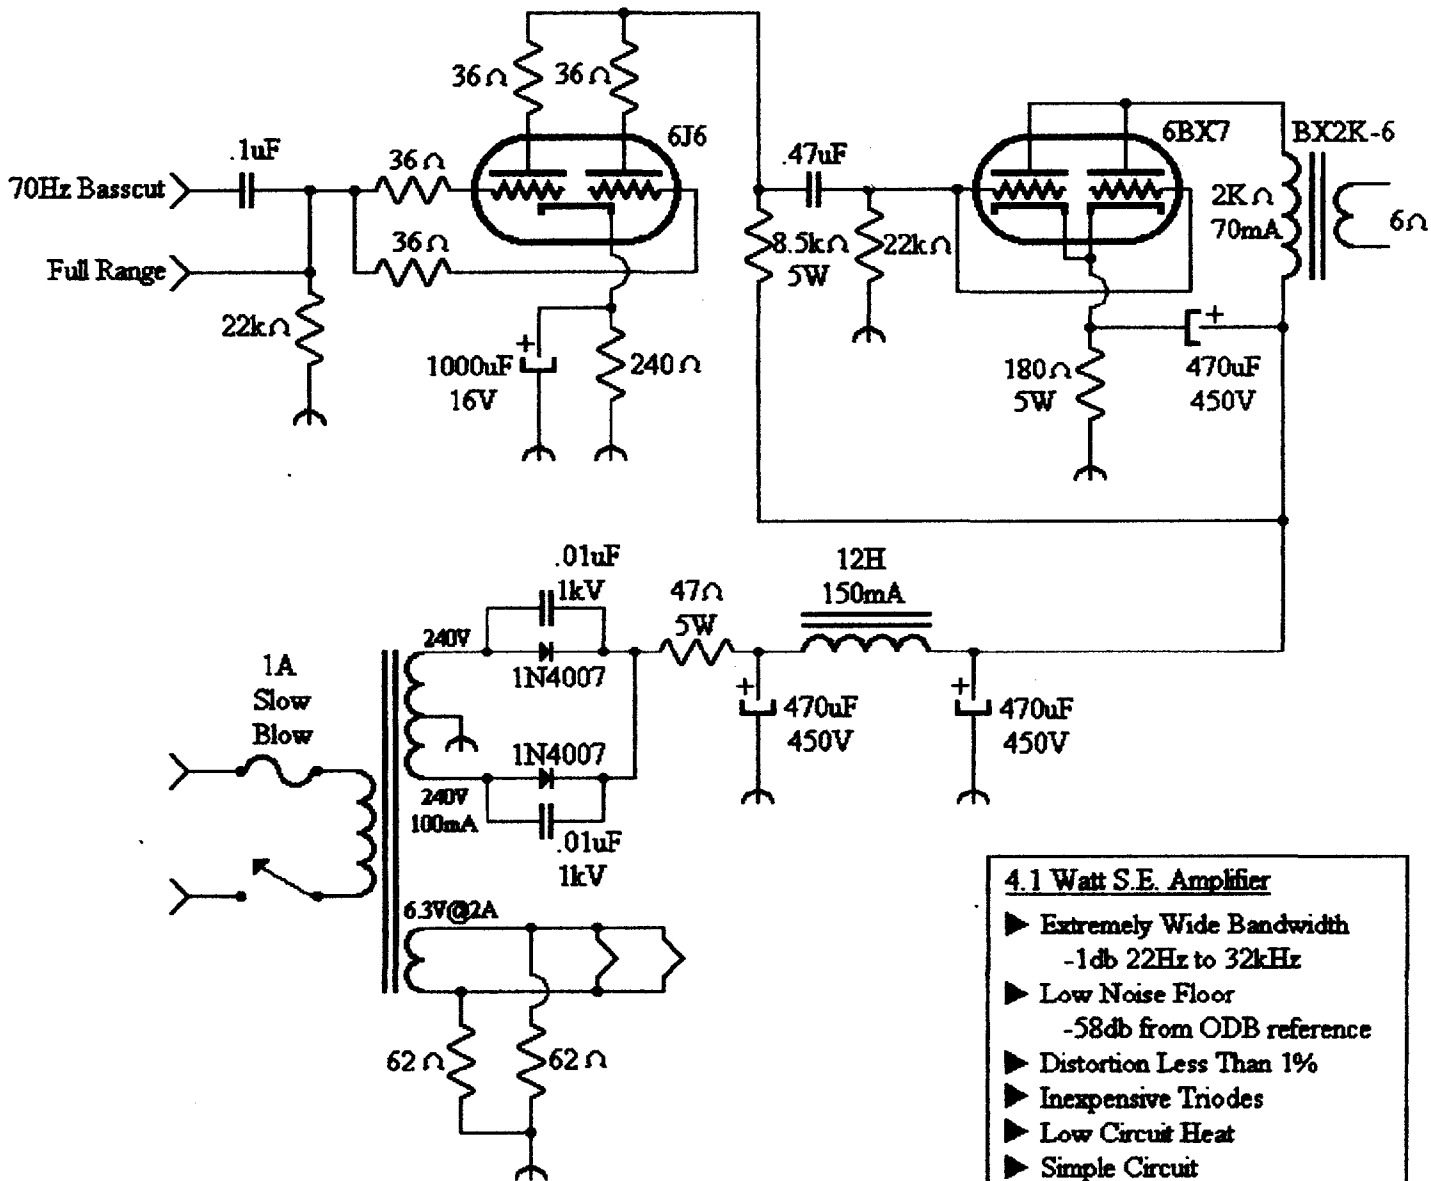 36Ω
36Ω
6J6
6BX7
BX2K-6
.1uF
36Ω
.47uF
70Hz Basscut
2KΩ
70mA
6Ω
36Ω
8.5kΩ
5W
22kΩ
Full Range
22kΩ
1000uF
16V
240Ω
180Ω
5W
470uF
450V
.01uF
1kV
47Ω
5W
12H
150mA
240V
1N4007
1A
Slow
Blow
470uF
450V
470uF
450V
1N4007
240V
100mA
.01uF
1kV
6.3V@2A
62Ω
62Ω
4.1 Watt S.E. Amplifier
Extremely Wide Bandwidth
-1db 22Hz to 32kHz
Low Noise Floor
-58db from ODB reference
Distortion Less Than 1%
Inexpensive Triodes
Low Circuit Heat
Simple Circuit